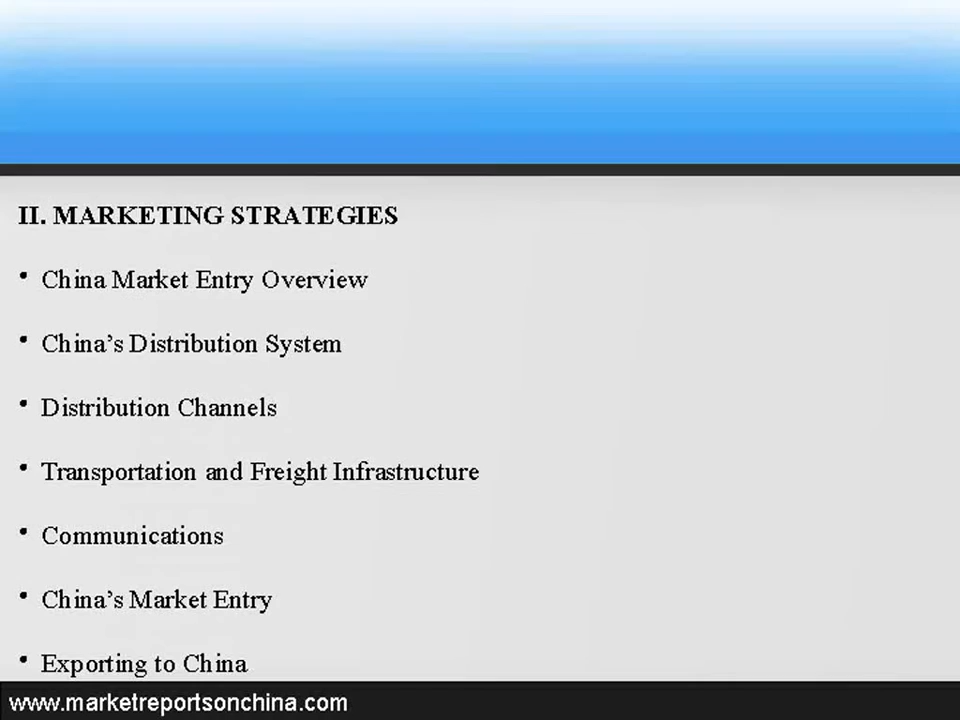 II. MARKETING STRATEGIES
• China Market Entry Overview
• China’s Distribution System
• Distribution Channels
• Transportation and Freight Infrastructure
• Communications
• China’s Market Entry
• Exporting to China
www.marketreportsonchina.com